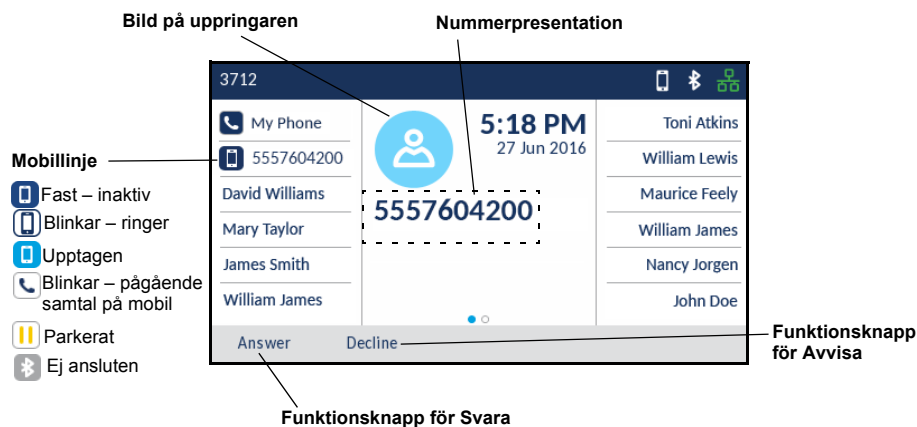 Bild på uppringaren
Nummerpresentation
3712
My Phone
5557604200
David Williams
Mary Taylor
James Smith
William James
5:18 PM
27 Jun 2016
5557604200
Toni Atkins
William Lewis
Maurice Feely
William James
Nancy Jorgen
John Doe
Answer
Decline
Mobillinje
Fast – inaktiv
Blinkar – ringer
Upptagen
Blinkar – pågående
samtal på mobil
Parkerat
Ej ansluten
Funktionsknapp
för Avvisa
Funktionsknapp för Svara